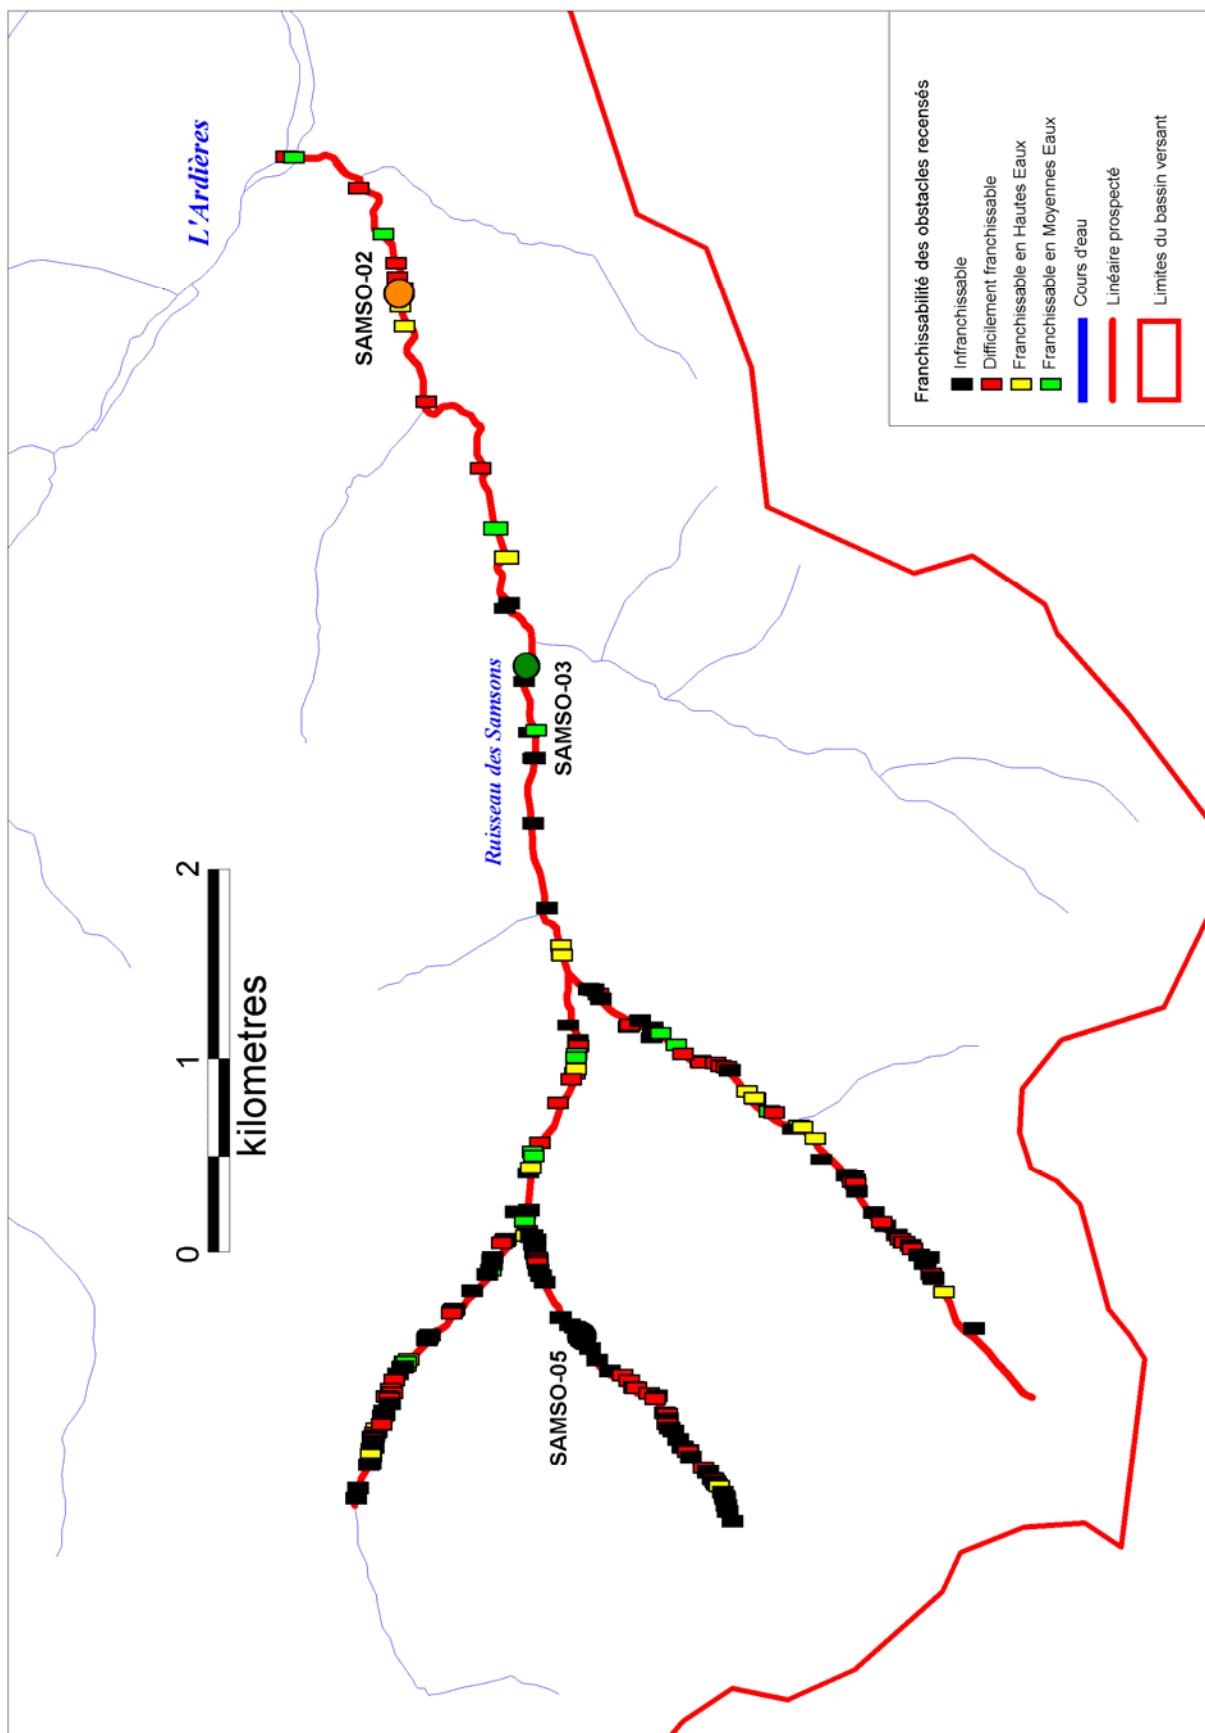 L'Ardières
SAMSO-02
Ruisseau des Samsons
SAMSO-03
SAMSO-05
0 1 2
kilometres
Franchissabilité des obstacles recensés
Infranchissable
Difficilement franchissable
Franchissable en Hautes Eaux
Franchissable en Moyennes Eaux
Cours d'eau
Linéaire prospecté
Limites du bassin versant